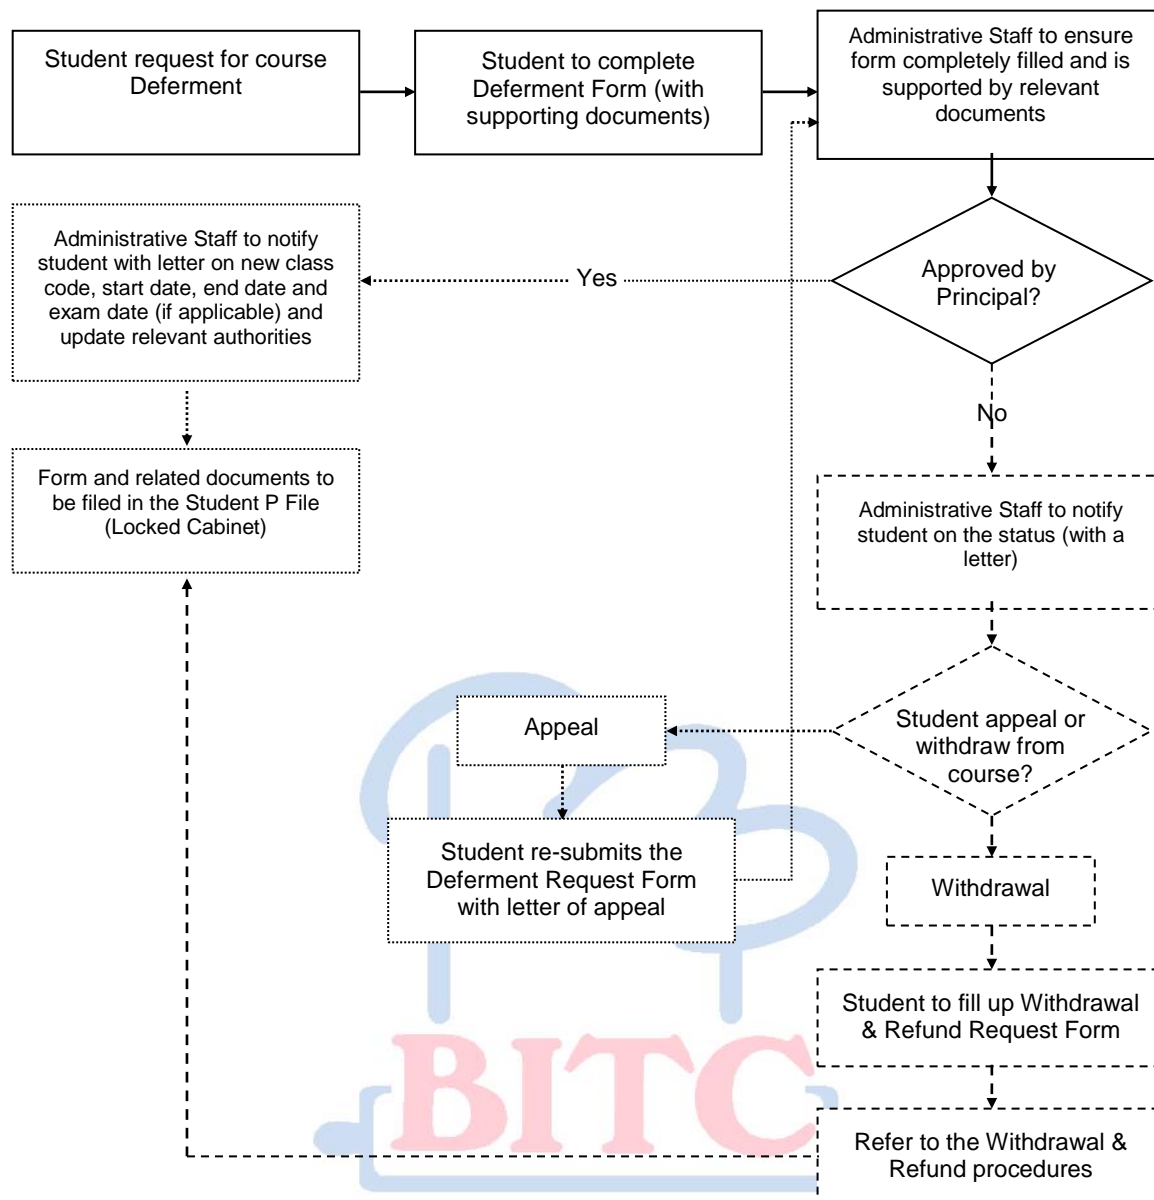 Student request for course
Deferment
Student to complete
Deferment Form (with
supporting documents)
Administrative Staff to ensure
form completely filled and is
supported by relevant
documents
Administrative Staff to notify
student with letter on new class
code, start date, end date and
exam date (if applicable) and
update relevant authorities
Yes
Approved by
Principal?
No
Form and related documents to
be filed in the Student P File
(Locked Cabinet)
Administrative Staff to notify
student on the status (with a
letter)
Appeal
Student appeal or
withdraw from
course?
Student re-submits the
Deferment Request Form
with letter of appeal
Withdrawal
Student to fill up Withdrawal
& Refund Request Form
BITC
Refer to the Withdrawal &
Refund procedures